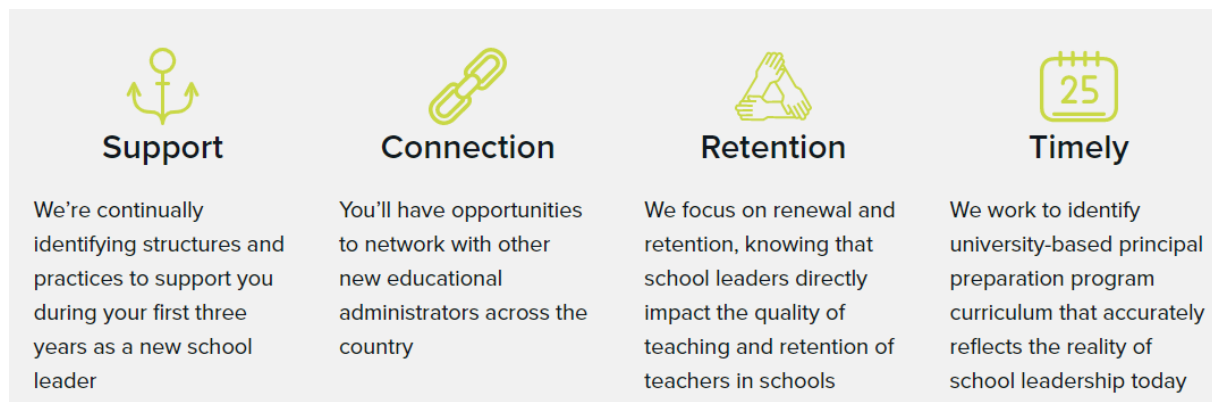 25
Support
Connection
Retention
Timely
We’re continually
identifying structures and
practices to support you
during your first three
years as a new school
leader
You’ll have opportunities
to network with other
new educational
administrators across the
country
We focus on renewal and
retention, knowing that
school leaders directly
impact the quality of
teaching and retention of
teachers in schools
We work to identify
university-based principal
preparation program
curriculum that accurately
reflects the reality of
school leadership today